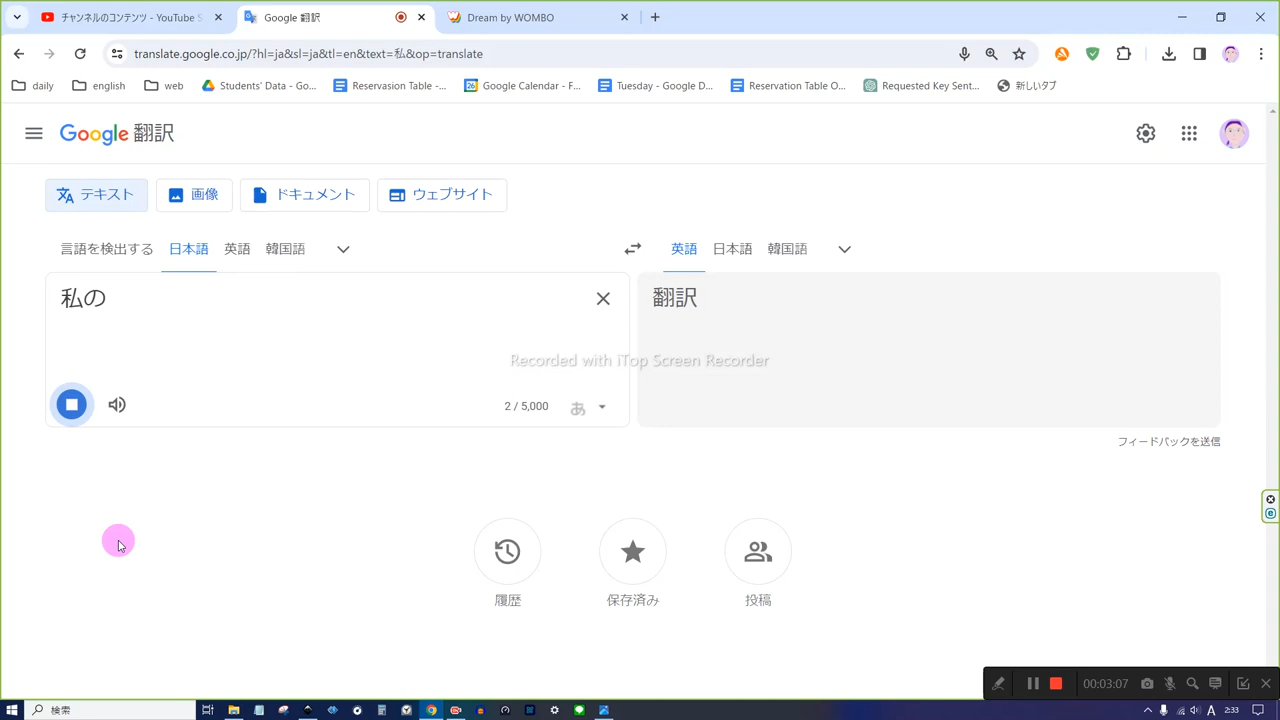 チャンネルのコンテンツ - YouTube S
Google 翻訳
Dream by WOMBO
translate.google.co.jp/?hl=ja&sl=ja&tl=en&text=私&op=translate
daily
english
web
Students' Data - Go...
Reservasion Table -...
Google Calendar - F...
Tuesday - Google D...
Reservation Table O...
Requested Key Sent...
新しいタブ
Google 翻訳
テキスト
画像
ドキュメント
ウェブサイト
言語を検出する
日本語
英語
韓国語
英語
日本語
韓国語
私の
翻訳
Recorded with iTop Screen Recorder
2 / 5,000
あ
フィードバックを送信
履歴
保存済み
投稿
00:03:07
検索
A
2:33